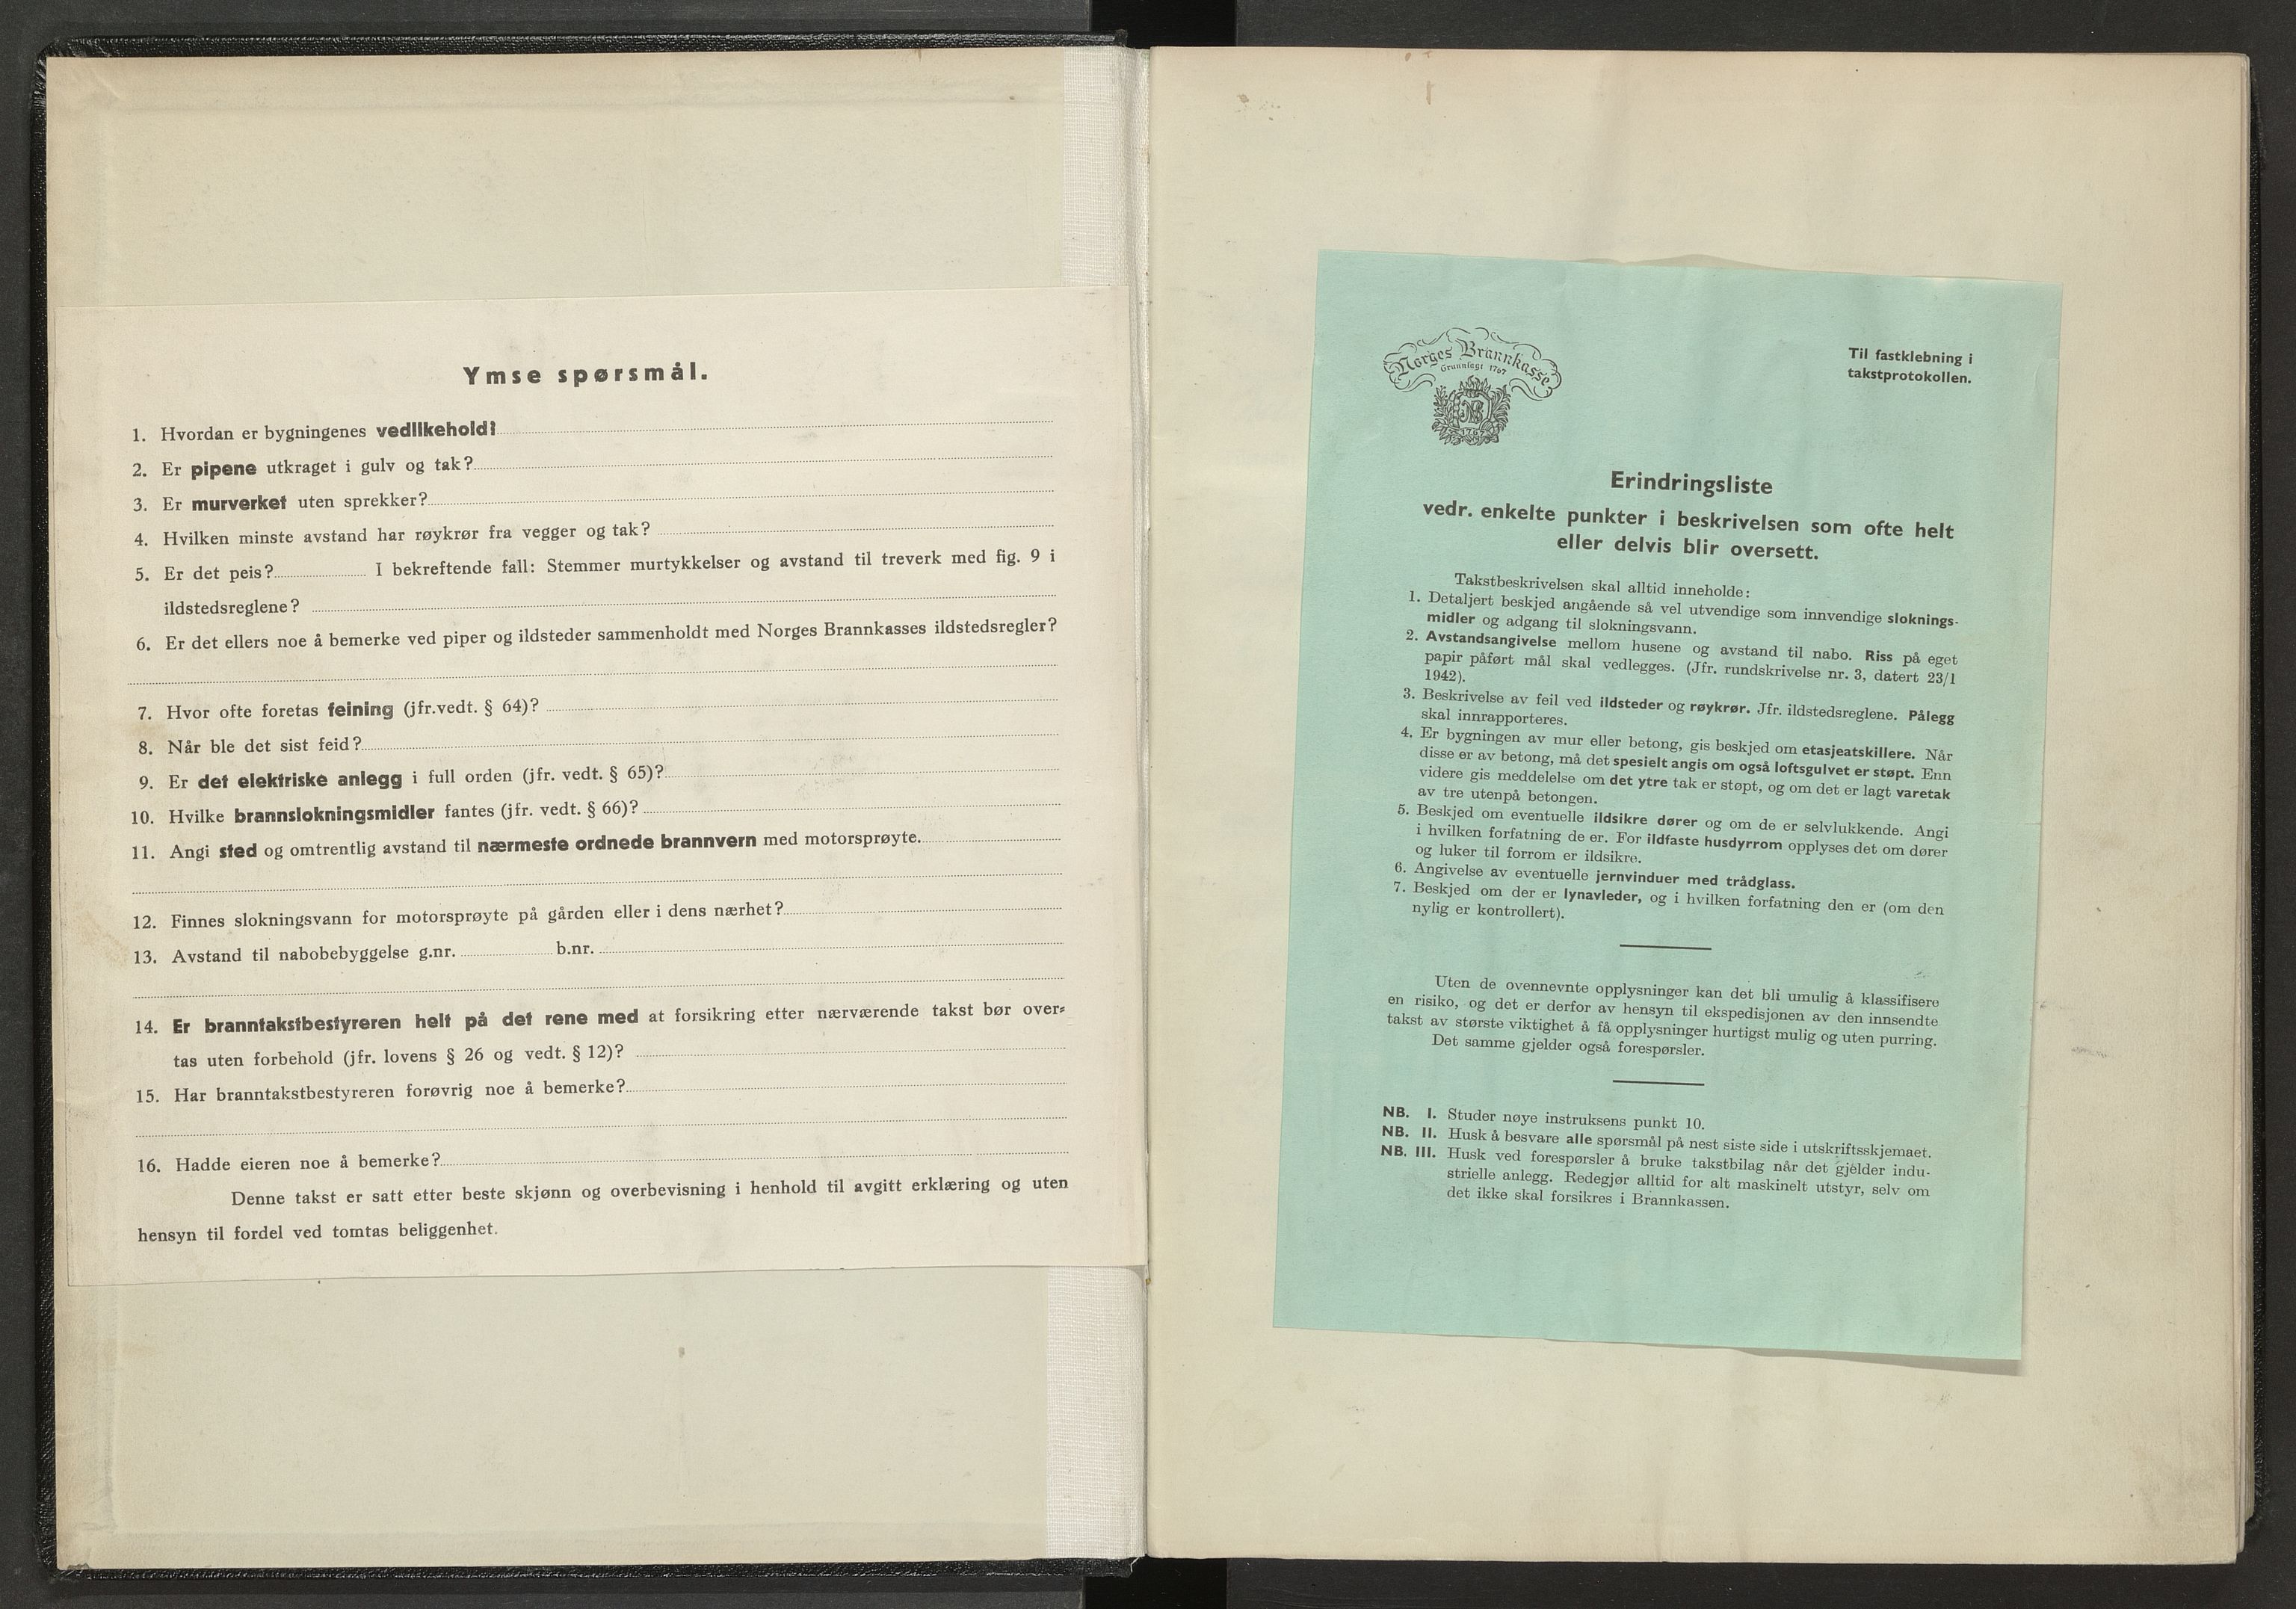 Ymse spørsmål.
1. Hvordan er bygningenes vedlikehold?
2. Er pipene utkraget i gulv og tak?
3. Er murverket uten sprekker?
4. Hvilken minste avstand har røykrør fra vegger og tak?
5. Er det peis? I bekreftende fall: Stemmer murtykkelser og avstand til treverk med fig. 9 i
ildstedsreglene?
6. Er det ellers noe å bemerke ved piper og ildsteder sammenholdt med Norges Brannkasses ildstedsregler?
7. Hvor ofte foretas feining (jfr.vedt. § 64)?
8. Når ble det sist feid?
9. Er det elektriske anlegg i full orden (jfr. vedt. § 65)?
10. Hvilke brannslokningsmidler fantes (jfr. vedt. § 66)?
11. Angi sted og omtrentlig avstand til nærmeste ordnede brannvern med motorsprøyte.
12. Finnes slokningsvann for motorsprøyte på gården eller i dens nærhet?
13. Avstand til nabobebyggelse g.nr. b.nr.
14. Er branntakstbestyreren helt på det rene med at forsikring etter nærværende takst bør over-
tas uten forbehold (jfr. lovens § 26 og vedt. § 12)?
15. Har branntakstbestyreren forøvrig noe å bemerke?
16. Hadde eieren noe å bemerke?
Denne takst er satt etter beste skjønn og overbevisning i henhold til avgitt erklæring og uten
hensyn til fordel ved tomtas beliggenhet.
Norges Brannkasse
Grunnlagt 1767
NB
1767
Til fastklebning i
takstprotokollen.
Erindringsliste
vedr. enkelte punkter i beskrivelsen som ofte helt
eller delvis blir oversett.
Takstbeskrivelsen skal alltid inneholde:
1. Detaljert beskjed angående så vel utvendige som innvendige sloknings-
midler og adgang til slokningsvann.
2. Avstandsangivelse mellom husene og avstand til nabo. Riss på eget
papir påført mål skal vedlegges. (Jfr. rundskrivelse nr. 3, datert 23/1
1942).
3. Beskrivelse av feil ved ildsteder og røykrør. Jfr. ildstedsreglene. Pålegg
skal innrapporteres.
4. Er bygningen av mur eller betong, gis beskjed om etasjeatskillere. Når
disse er av betong, må det spesielt angis om også loftsgulvet er støpt. Enn
videre gis meddelelse om det ytre tak er støpt, og om det er lagt varetak
av tre utenpå betongen.
5. Beskjed om eventuelle ildsikre dører og om de er selvlukkende. Angi
i hvilken forfatning de er. For ildfaste husdyrrom opplyses det om dører
og luker til forrom er ildsikre.
6. Angivelse av eventuelle jernvinduer med trådglass.
7. Beskjed om der er lynavleder, og i hvilken forfatning den er (om den
nylig er kontrollert).
Uten de ovennevnte opplysninger kan det bli umulig å klassifisere
en risiko, og det er derfor av hensyn til ekspedisjonen av den innsendte
takst av største viktighet å få opplysninger hurtigst mulig og uten purring.
Det samme gjelder også forespørsler.
NB. I. Studer nøye instruksens punkt 10.
NB. II. Husk å besvare alle spørsmål på nest siste side i utskriftsskjemaet.
NB. III. Husk ved forespørsler å bruke takstbilag når det gjelder indu-
strielle anlegg. Redegjør alltid for alt maskinelt utstyr, selv om
det ikke skal forsikres i Brannkassen.